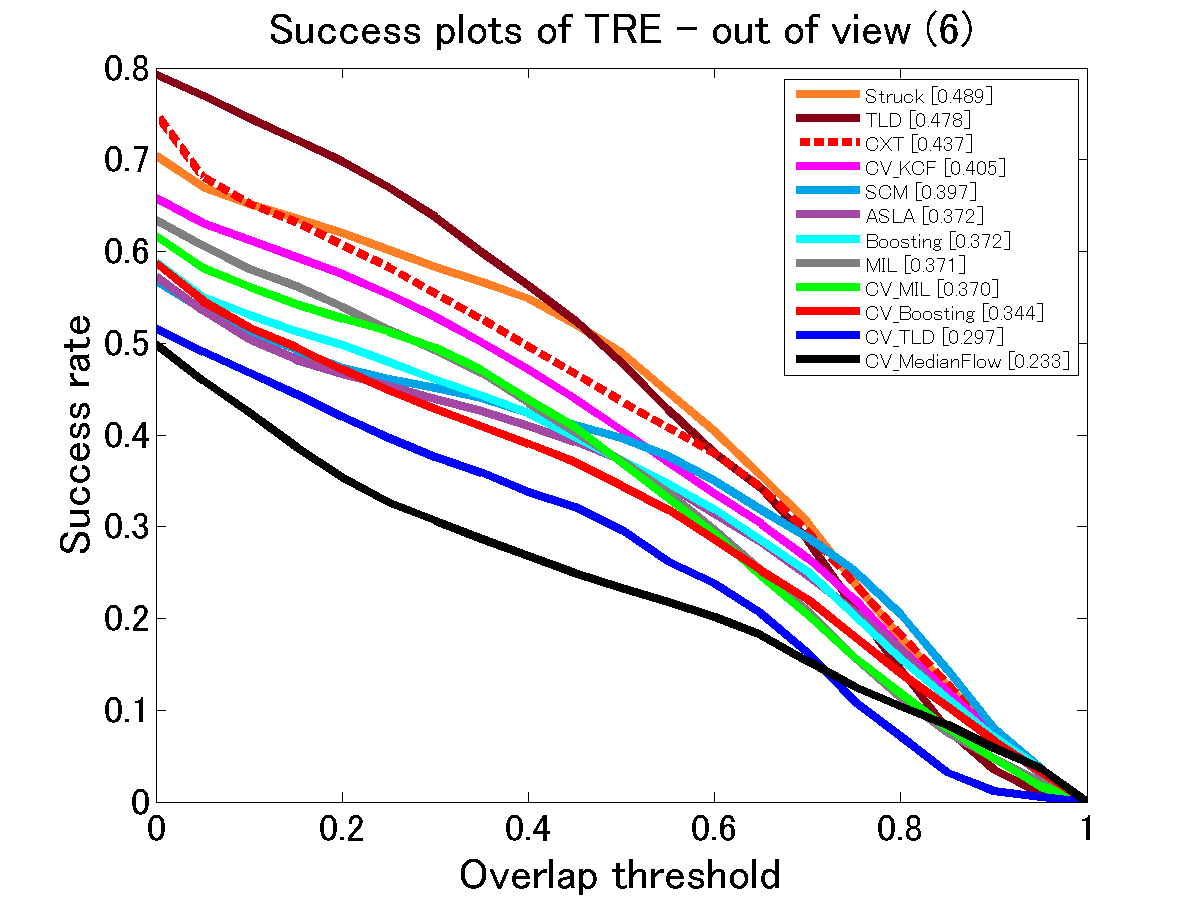 Success plots of TRE - out of view (6)
0.8
0.7
0.6
0.5
0.4
0.3
0.2
0.1
0
Success rate
Struck [0.489]
TLD [0.478]
CXT [0.437]
CV_KCF [0.405]
SCM [0.397]
ASLA [0.372]
Boosting [0.372]
MIL [0.371]
CV_MIL [0.370]
CV_Boosting [0.344]
CV_TLD [0.297]
CV_MedianFlow [0.233]
0 0.2 0.4 0.6 0.8 1
Overlap threshold